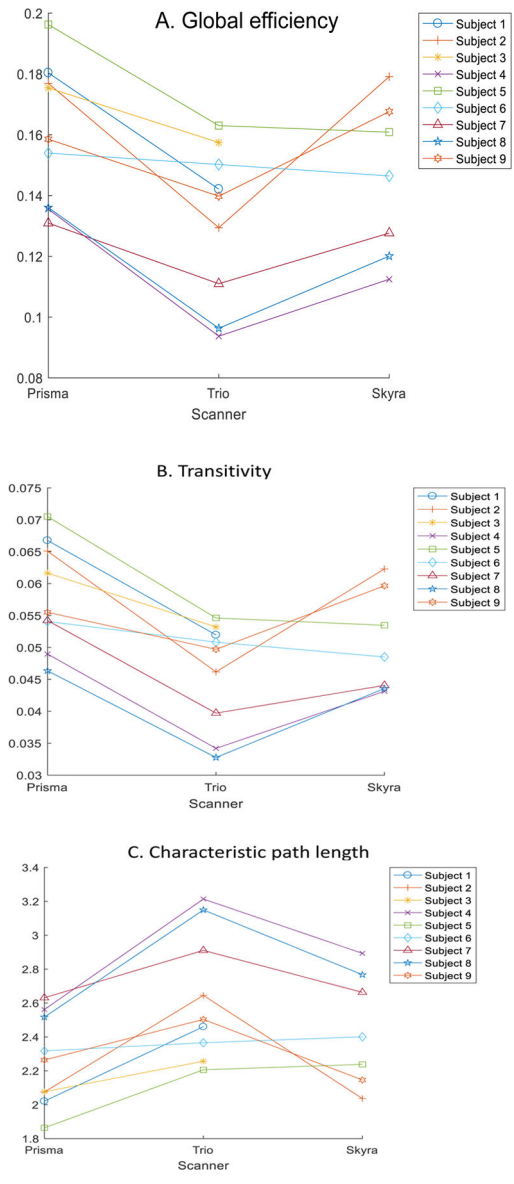 A. Global efficiency
0.2
0.18
0.16
0.14
0.12
0.1
0.08
Prisma
Trio
Skyra
Scanner
Subject 1
Subject 2
Subject 3
Subject 4
Subject 5
Subject 6
Subject 7
Subject 8
Subject 9
B. Transitivity
0.075
0.07
0.065
0.06
0.055
0.05
0.045
0.04
0.035
0.03
Prisma
Trio
Skyra
Scanner
Subject 1
Subject 2
Subject 3
Subject 4
Subject 5
Subject 6
Subject 7
Subject 8
Subject 9
C. Characteristic path length
3.4
3.2
3
2.8
2.6
2.4
2.2
2
1.8
Prisma
Trio
Skyra
Scanner
Subject 1
Subject 2
Subject 3
Subject 4
Subject 5
Subject 6
Subject 7
Subject 8
Subject 9